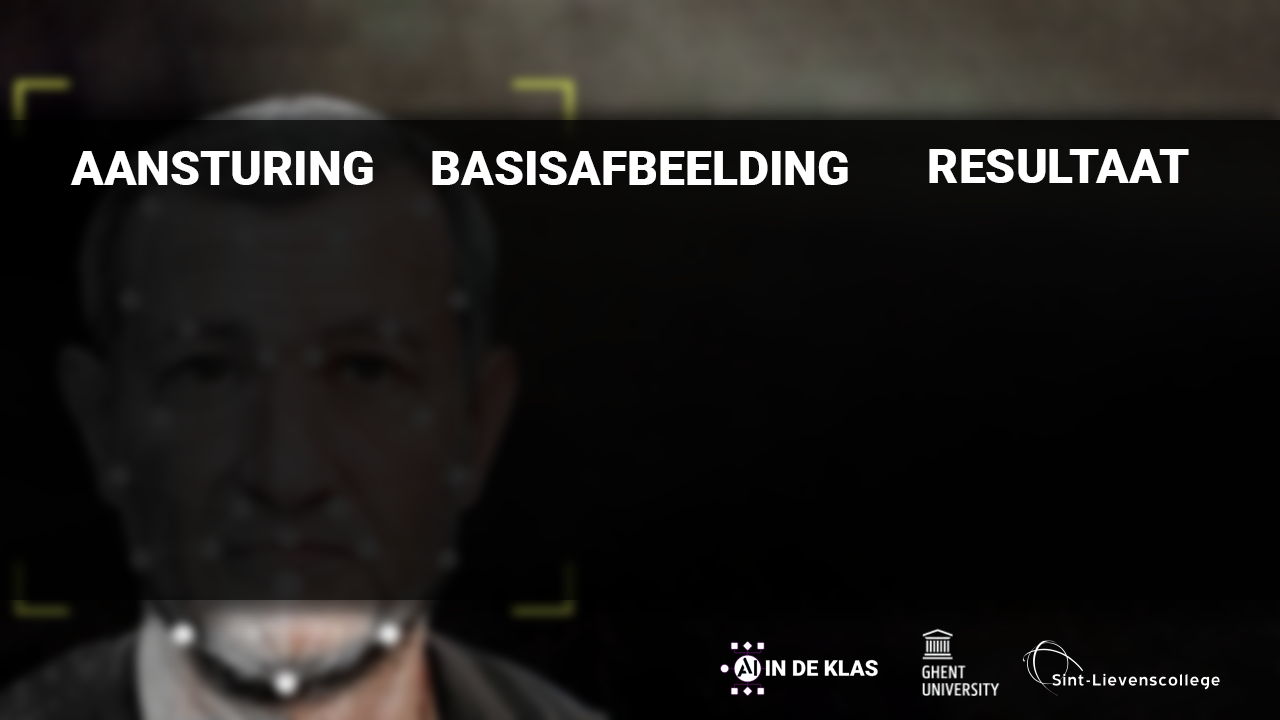 AANSTURING
BASISAFBEELDING
RESULTAAT
AI IN DE KLAS
GHENT
UNIVERSITY
Sint-Lievenscollege